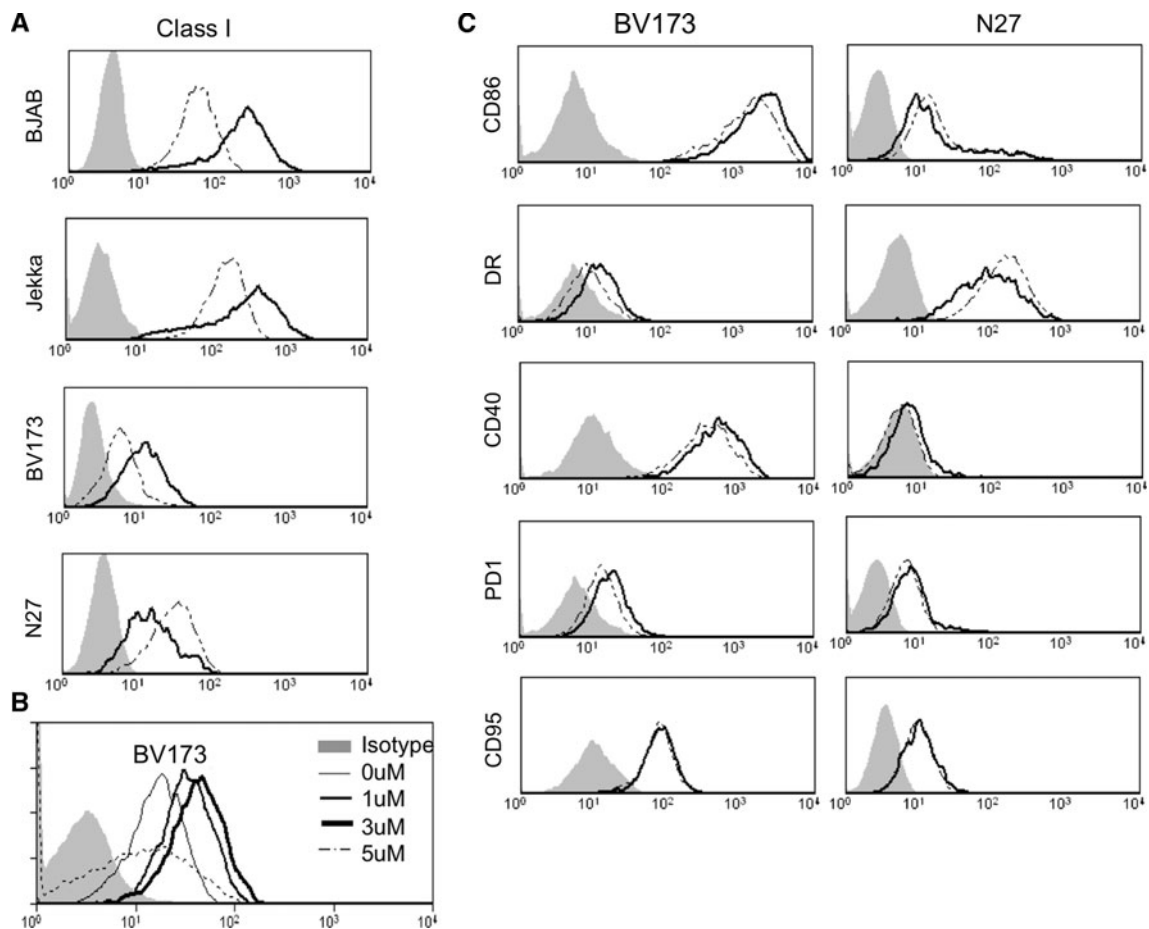 A
Class I
BJAB
10⁰ 10¹ 10² 10³ 10⁴
Jekka
10⁰ 10¹ 10² 10³ 10⁴
BV173
10⁰ 10¹ 10² 10³ 10⁴
N27
10⁰ 10¹ 10² 10³ 10⁴
B
BV173
Isotype
0uM
1uM
3uM
5uM
10⁰ 10¹ 10² 10³ 10⁴
C
BV173 N27
CD86
10⁰ 10¹ 10² 10³ 10⁴ 10⁰ 10¹ 10² 10³ 10⁴
DR
10⁰ 10¹ 10² 10³ 10⁴ 10⁰ 10¹ 10² 10³ 10⁴
CD40
10⁰ 10¹ 10² 10³ 10⁴ 10⁰ 10¹ 10² 10³ 10⁴
PD1
10⁰ 10¹ 10² 10³ 10⁴ 10⁰ 10¹ 10² 10³ 10⁴
CD95
10⁰ 10¹ 10² 10³ 10⁴ 10⁰ 10¹ 10² 10³ 10⁴